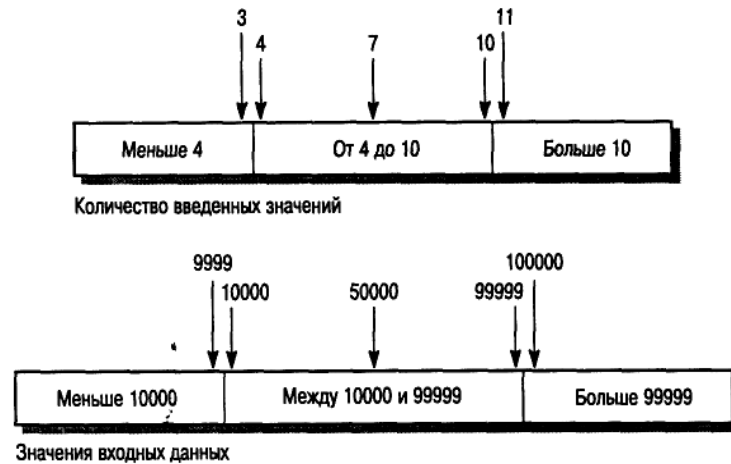 3 11
4 7 10
Меньше 4 От 4 до 10 Больше 10
Количество введенных значений
9999 100000
10000 50000 99999
Меньше 10000 Между 10000 и 99999 Больше 99999
Значения входных данных